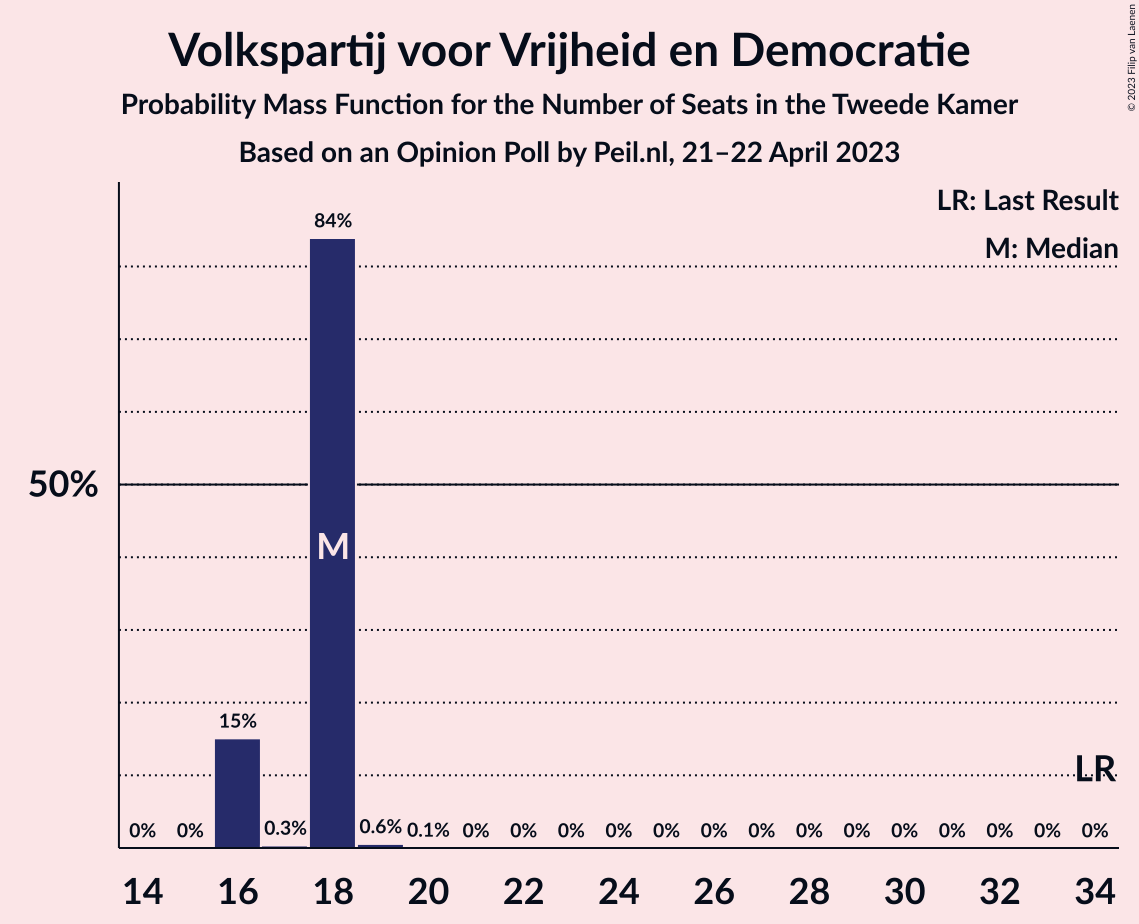 Volkspartij voor Vrijheid en Democratie
Probability Mass Function for the Number of Seats in the Tweede Kamer
Based on an Opinion Poll by Peil.nl, 21–22 April 2023
© 2023 Filip van Laenen
LR: Last Result
M: Median
84%
50%
M
15%
LR
0% 0% 0.3% 0.6% 0.1% 0% 0% 0% 0% 0% 0% 0% 0% 0% 0% 0% 0% 0% 0%
14 16 18 20 22 24 26 28 30 32 34